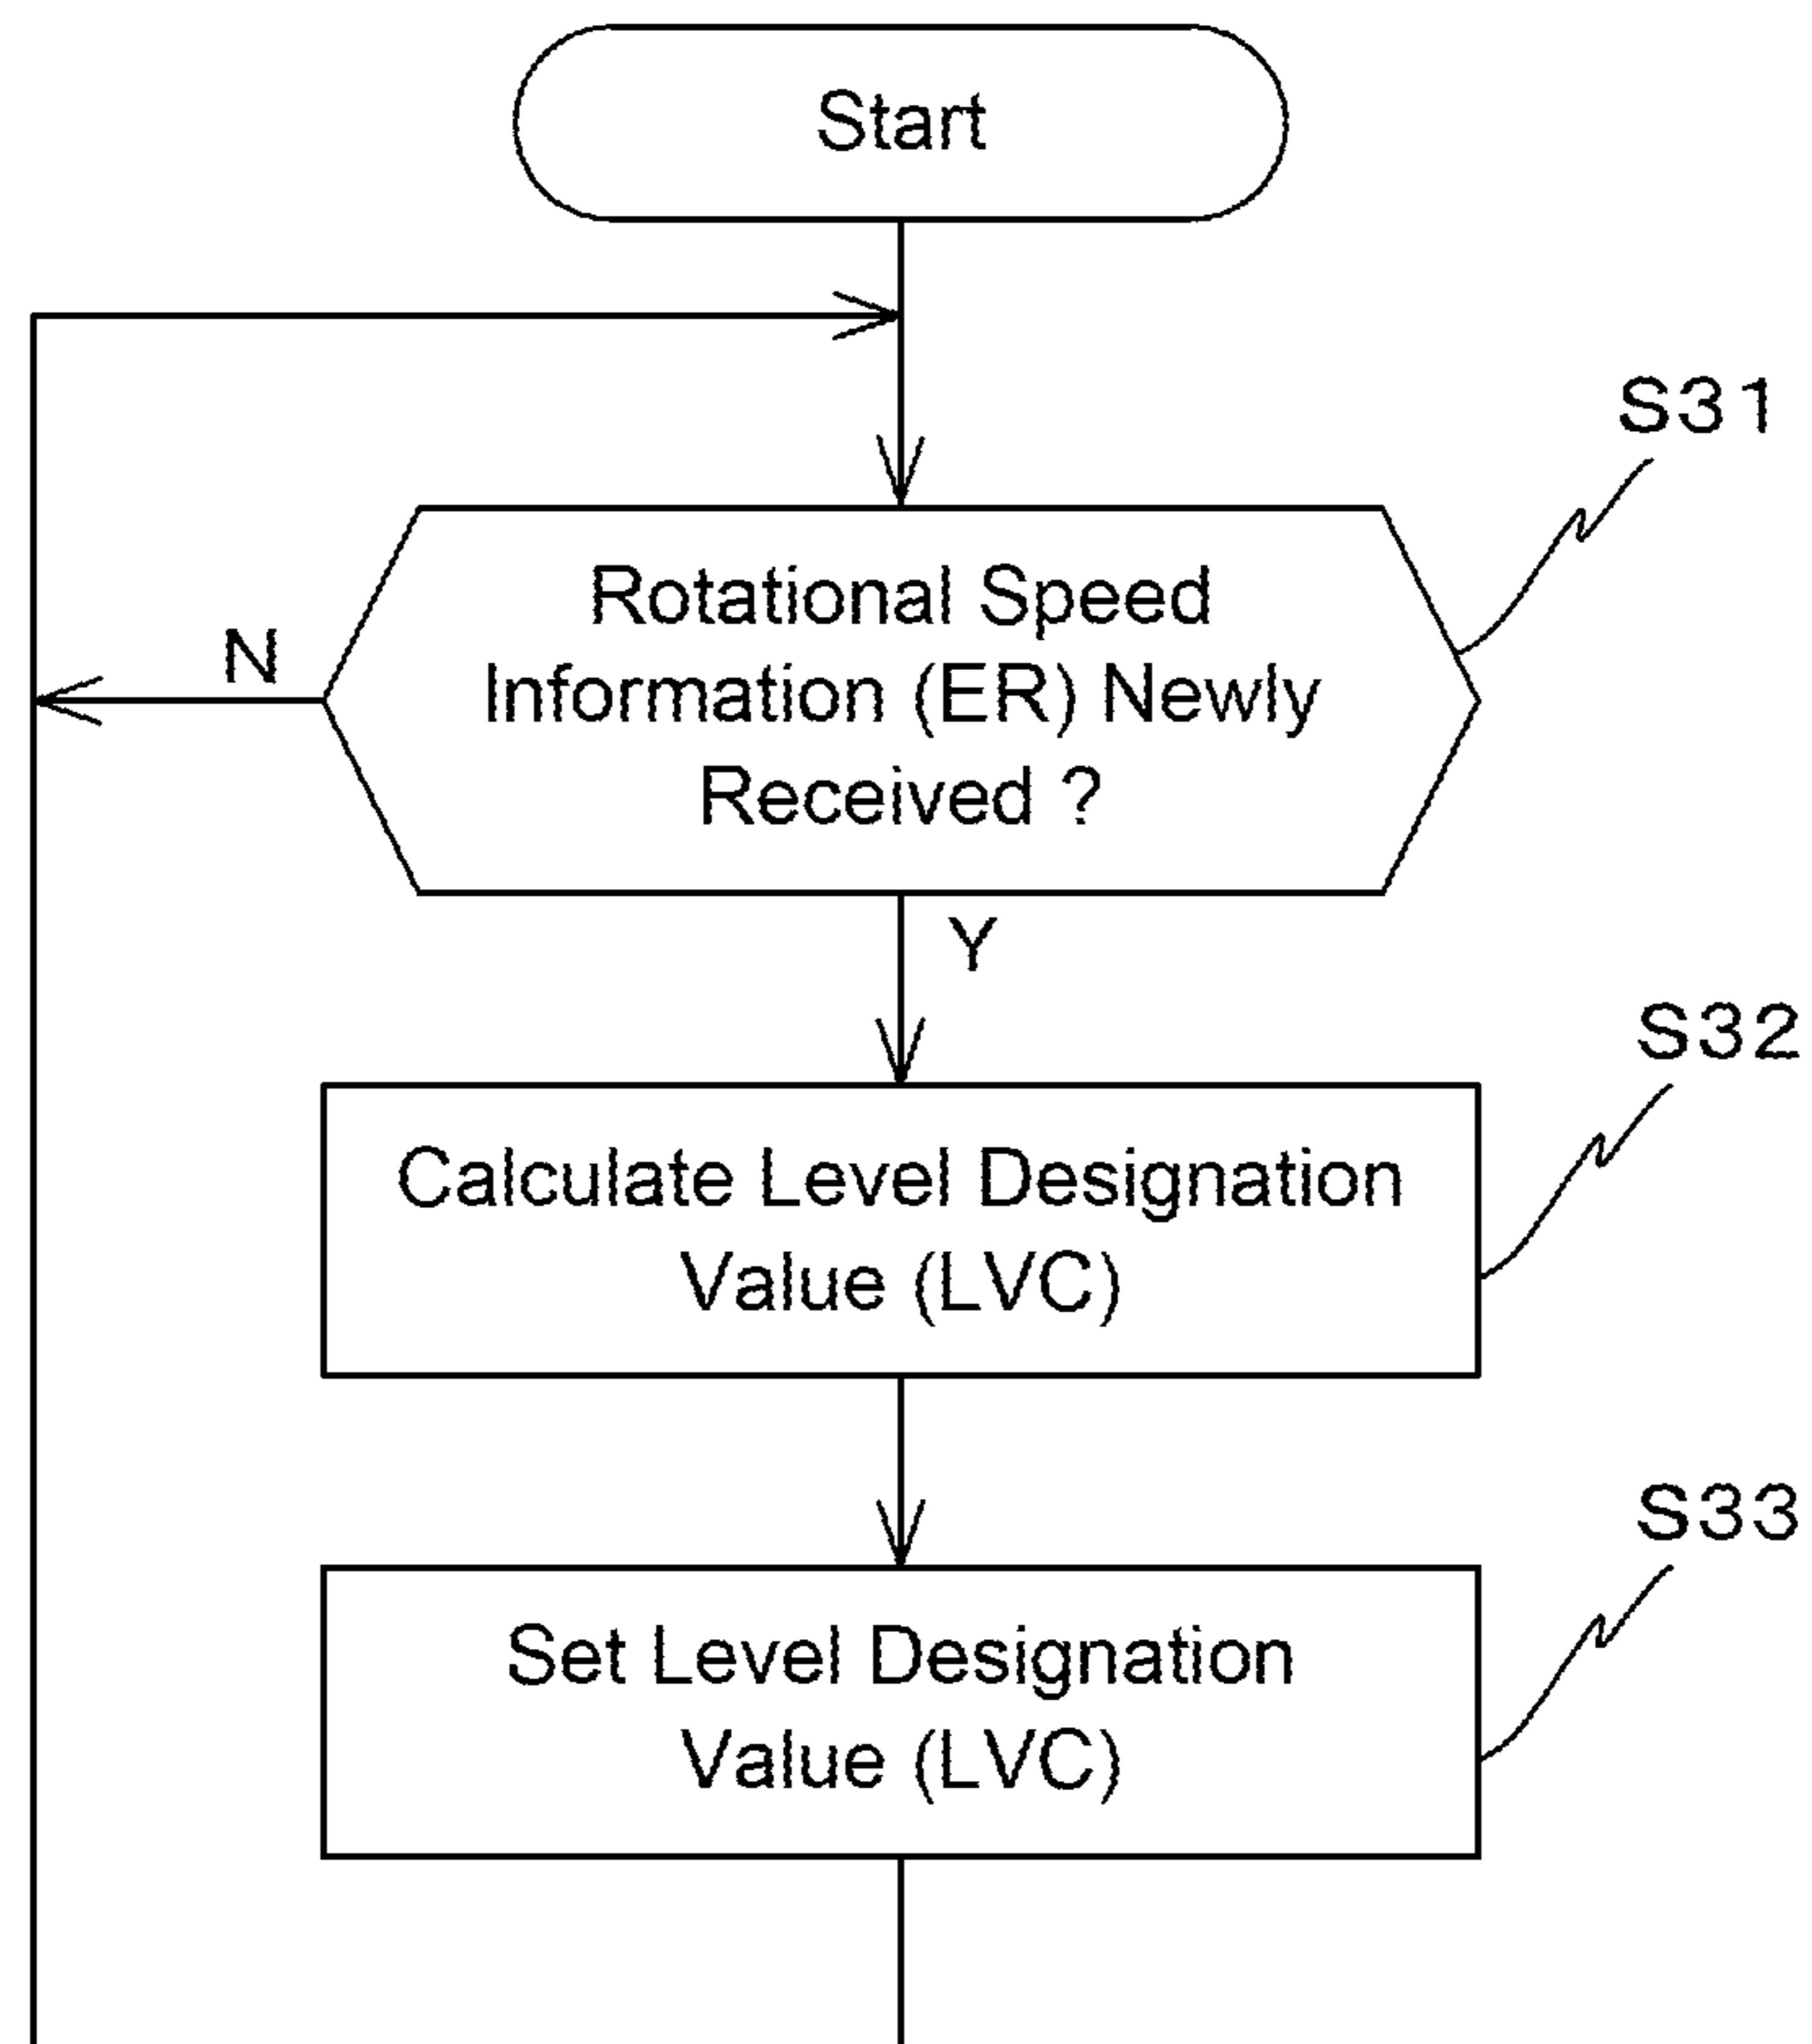 Start
S31
Rotational Speed
Information (ER) Newly
Received ?
N
Y
S32
Calculate Level Designation
Value (LVC)
S33
Set Level Designation
Value (LVC)